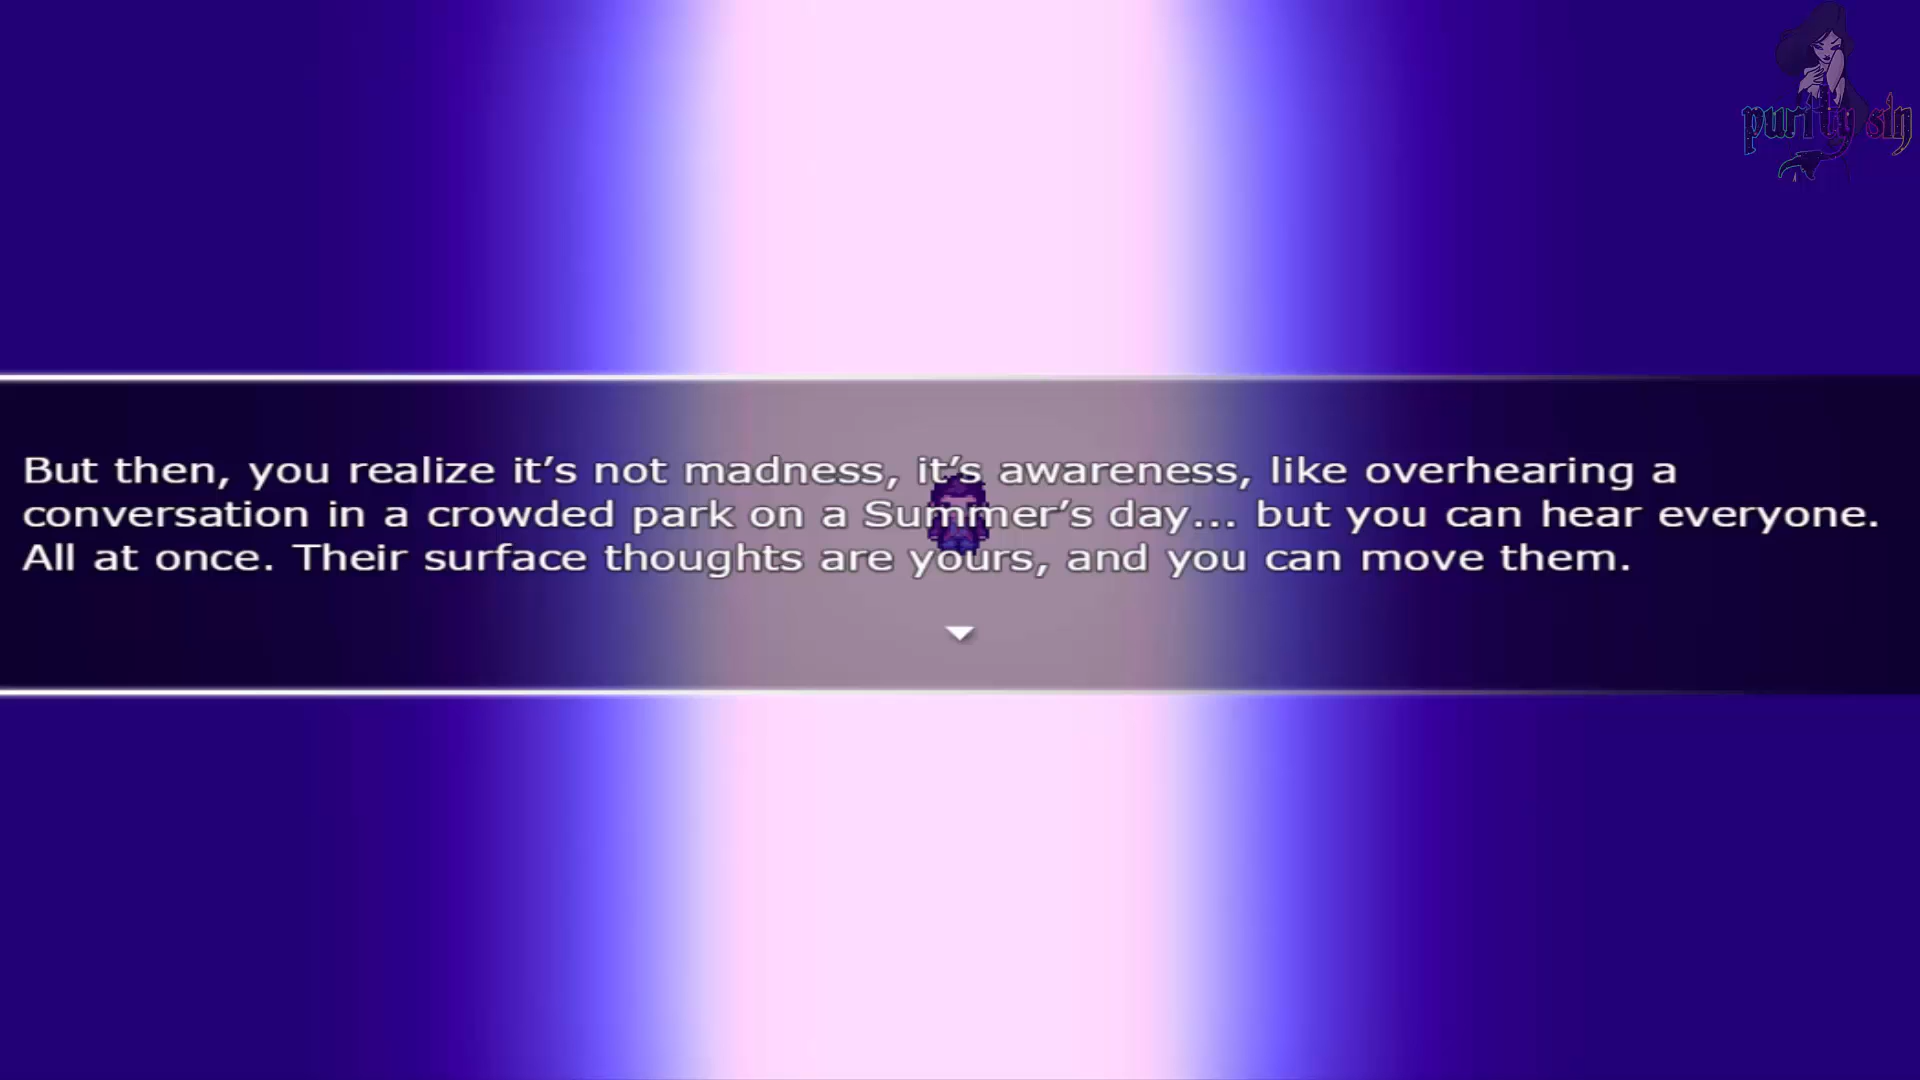 purity sin
But then, you realize it’s not madness, it’s awareness, like overhearing a
conversation in a crowded park on a Summer’s day... but you can hear everyone.
All at once. Their surface thoughts are yours, and you can move them.